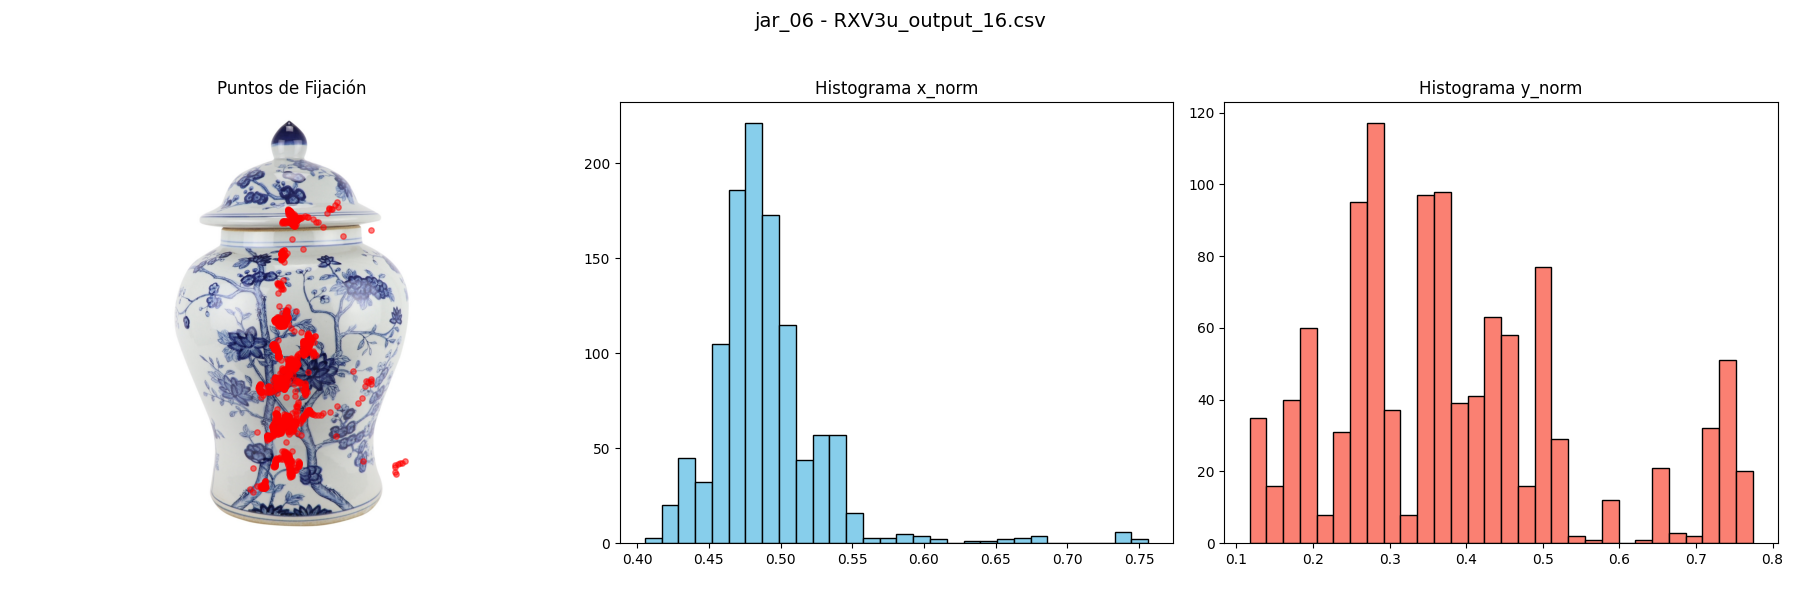 jar_06 - RXV3u_output_16.csv
Puntos de Fijación
Histograma x_norm
200
150
100
50
0
0.40 0.45 0.50 0.55 0.60 0.65 0.70 0.75
Histograma y_norm
120
100
80
60
40
20
0
0.1 0.2 0.3 0.4 0.5 0.6 0.7 0.8